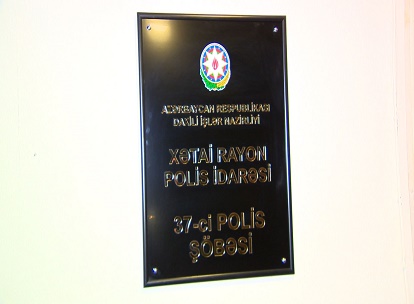 AZƏRBAYCAN RESPUBLİKASI
DAXİLİ İŞLƏR NAZİRLİYİ
XƏTAİ RAYON
POLİS İDARƏSİ
37-ci POLİS
ŞÖBƏSİ